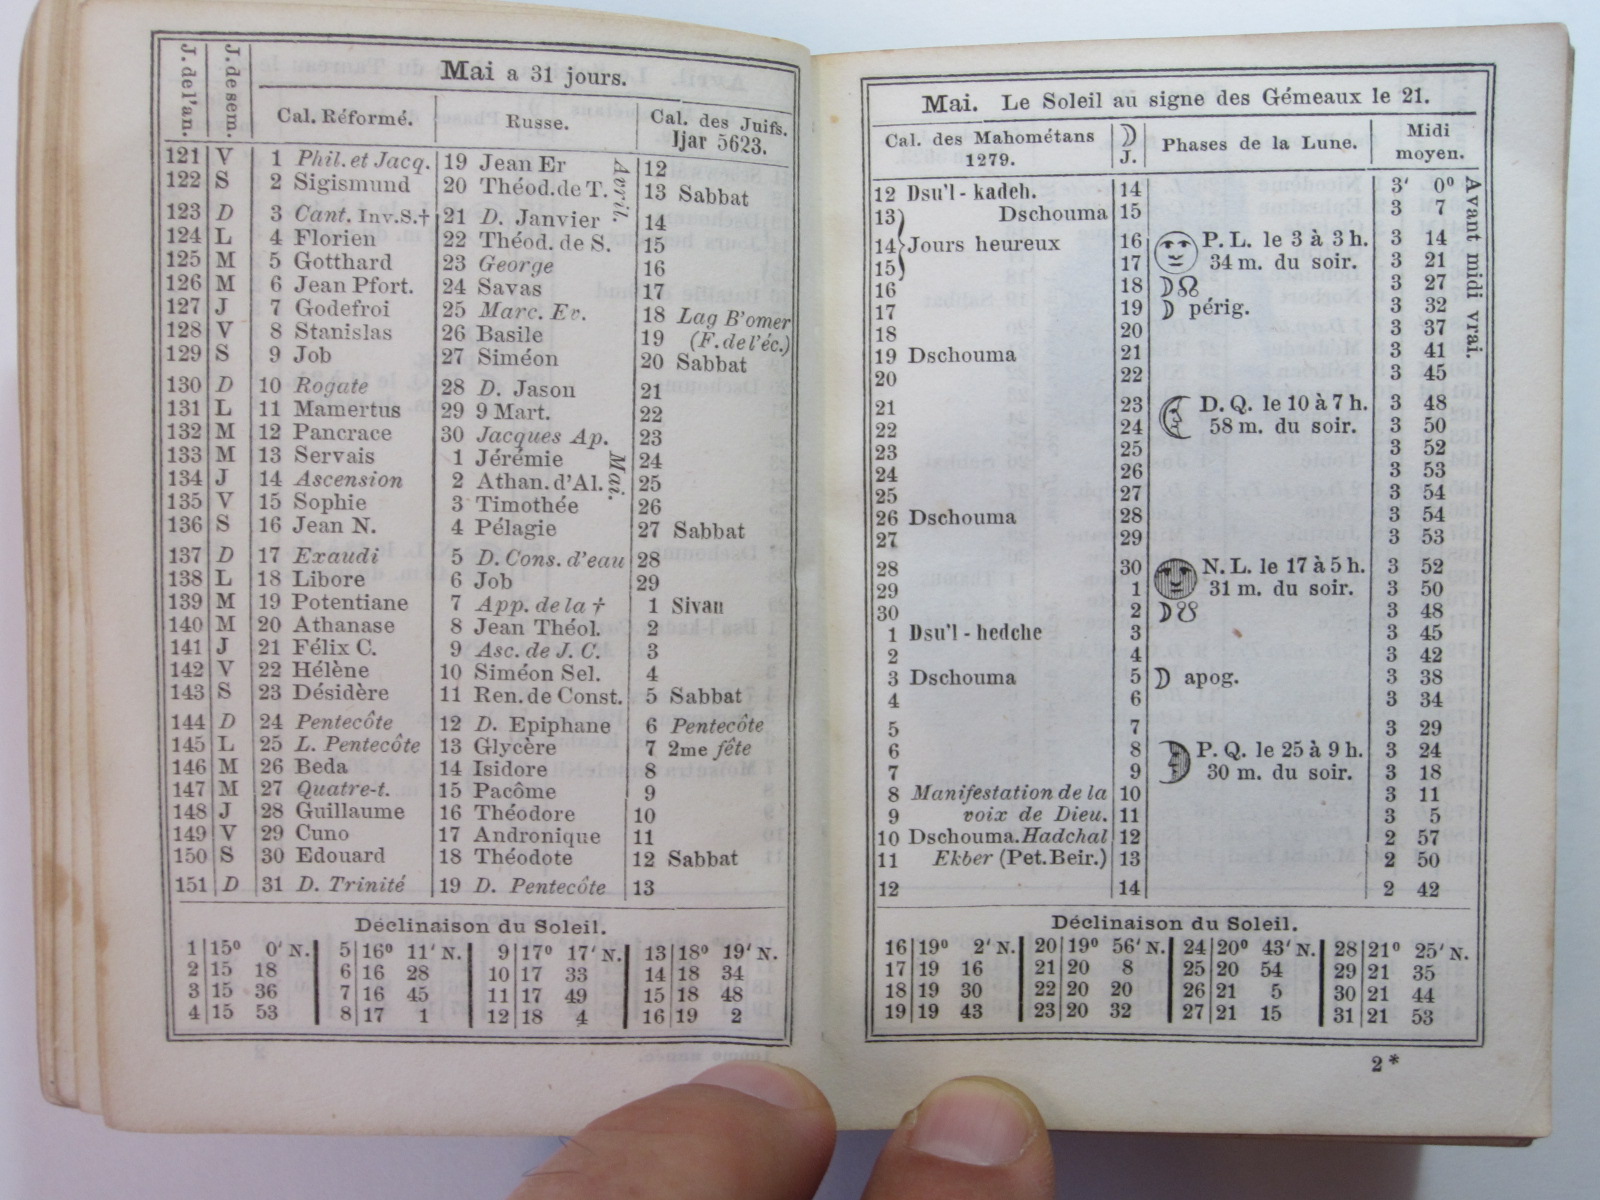 J. de l'an.
J. de sem.
Mai a 31 jours.
Cal. Réformé.
Russe.
Cal. des Juifs.
Ijar 5623.
121 V 1 Phil. et Jacq. 19 Jean Er 12
122 S 2 Sigismund 20 Théod. de T. 13 Sabbat
Avril.
123 D 3 Cant. Inv. S. † 21 D. Janvier 14
124 L 4 Florien 22 Théod. de S. 15
125 M 5 Gotthard 23 George 16
126 M 6 Jean Pfort. 24 Savas 17
127 J 7 Godefroi 25 Marc. Ev. 18 Lag B'omer
128 V 8 Stanislas 26 Basile 19 (F. de l'éc.)
129 S 9 Job 27 Siméon 20 Sabbat
130 D 10 Rogate 28 D. Jason 21
131 L 11 Mamertus 29 9 Mart. 22
132 M 12 Pancrace 30 Jacques Ap. 23
133 M 13 Servais 1 Jérémie 24
Mai.
134 J 14 Ascension 2 Athan. d'Al. 25
135 V 15 Sophie 3 Timothée 26
136 S 16 Jean N. 4 Pélagie 27 Sabbat
137 D 17 Exaudi 5 D. Cons. d'eau 28
138 L 18 Libore 6 Job 29
139 M 19 Potentiane 7 App. de la † 1 Sivan
140 M 20 Athanase 8 Jean Théol. 2
141 J 21 Félix C. 9 Asc. de J. C. 3
142 V 22 Hélène 10 Siméon Sel. 4
143 S 23 Désidère 11 Ren. de Const. 5 Sabbat
144 D 24 Pentecôte 12 D. Epiphane 6 Pentecôte
145 L 25 L. Pentecôte 13 Glycère 7 2me fête
146 M 26 Beda 14 Isidore 8
147 M 27 Quatre-t. 15 Pacôme 9
148 J 28 Guillaume 16 Théodore 10
149 V 29 Cuno 17 Andronique 11
150 S 30 Edouard 18 Théodote 12 Sabbat
151 D 31 D. Trinité 19 D. Pentecôte 13
Déclinaison du Soleil.
1 15° 0' N. 5 16° 11' N. 9 17° 17' N. 13 18° 19' N.
2 15 18 6 16 28 10 17 33 14 18 34
3 15 36 7 16 45 11 17 49 15 18 48
4 15 53 8 17 1 12 18 4 16 19 2
Mai. Le Soleil au signe des Gémeaux le 21.
Cal. des Mahométans
1279.
☽
J.
Phases de la Lune.
Midi
moyen.
12 Dsu'l-kadeh. 14 3' 0°
13 Dschouma 15 3 7
14 Jours heureux 16 P. L. le 3 à 3 h. 3 14
15 17 34 m. du soir. 3 21
16 18 ☽☊ 3 27
17 19 ☽ périg. 3 32
18 20 3 37
19 Dschouma 21 3 41
20 22 3 45
21 23 D. Q. le 10 à 7 h. 3 48
22 24 58 m. du soir. 3 50
23 25 3 52
24 26 3 53
25 27 3 54
26 Dschouma 28 3 54
27 29 3 53
28 30 N. L. le 17 à 5 h. 3 52
29 1 31 m. du soir. 3 50
30 2 ☽☋ 3 48
1 Dsu'l-hedche 3 3 45
2 4 3 42
3 Dschouma 5 ☽ apog. 3 38
4 6 3 34
5 7 3 29
6 8 P. Q. le 25 à 9 h. 3 24
7 9 30 m. du soir. 3 18
8 Manifestation de la 10 3 11
9 voix de Dieu. 11 3 5
10 Dschouma. Hadchal 12 2 57
11 Ekber (Pet. Beir.) 13 2 50
12 14 2 42
Avant midi vrai.
Déclinaison du Soleil.
16 19° 2' N. 20 19° 56' N. 24 20° 43' N. 28 21° 25' N.
17 19 16 21 20 8 25 20 54 29 21 35
18 19 30 22 20 20 26 21 5 30 21 44
19 19 43 23 20 32 27 21 15 31 21 53
2*